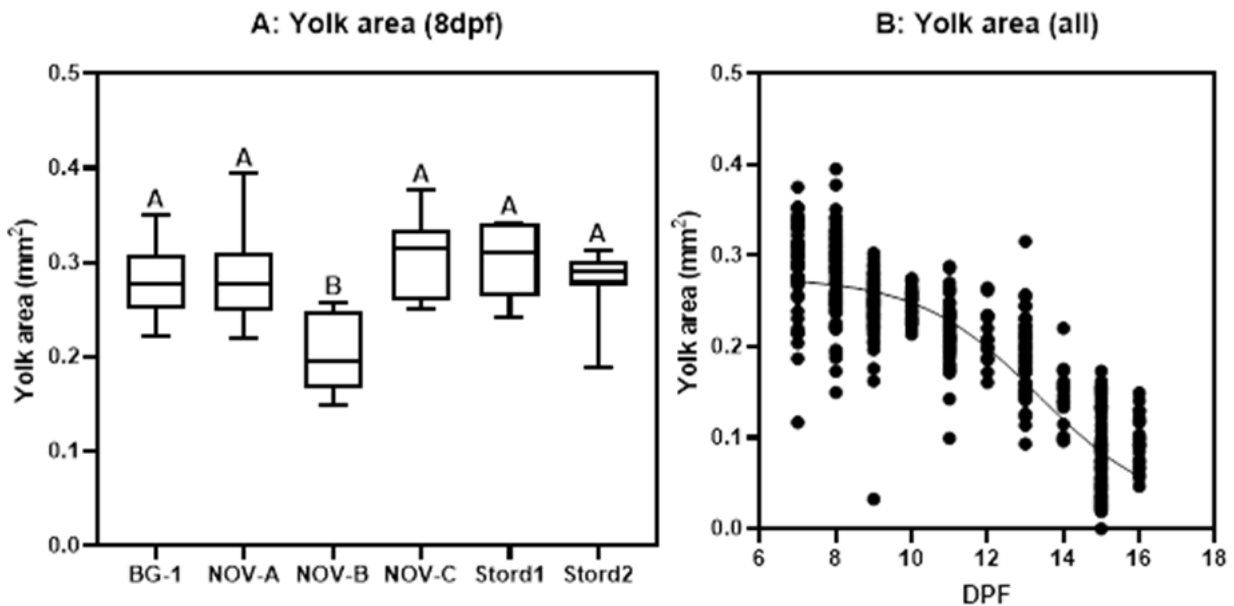 A: Yolk area (8dpf)
Yolk area (mm²)
0.5
0.4
0.3
0.2
0.1
0.0
A
A
B
A
A
A
BG-1 NOV-A NOV-B NOV-C Stord1 Stord2
B: Yolk area (all)
Yolk area (mm²)
0.5
0.4
0.3
0.2
0.1
0.0
6 8 10 12 14 16 18
DPF